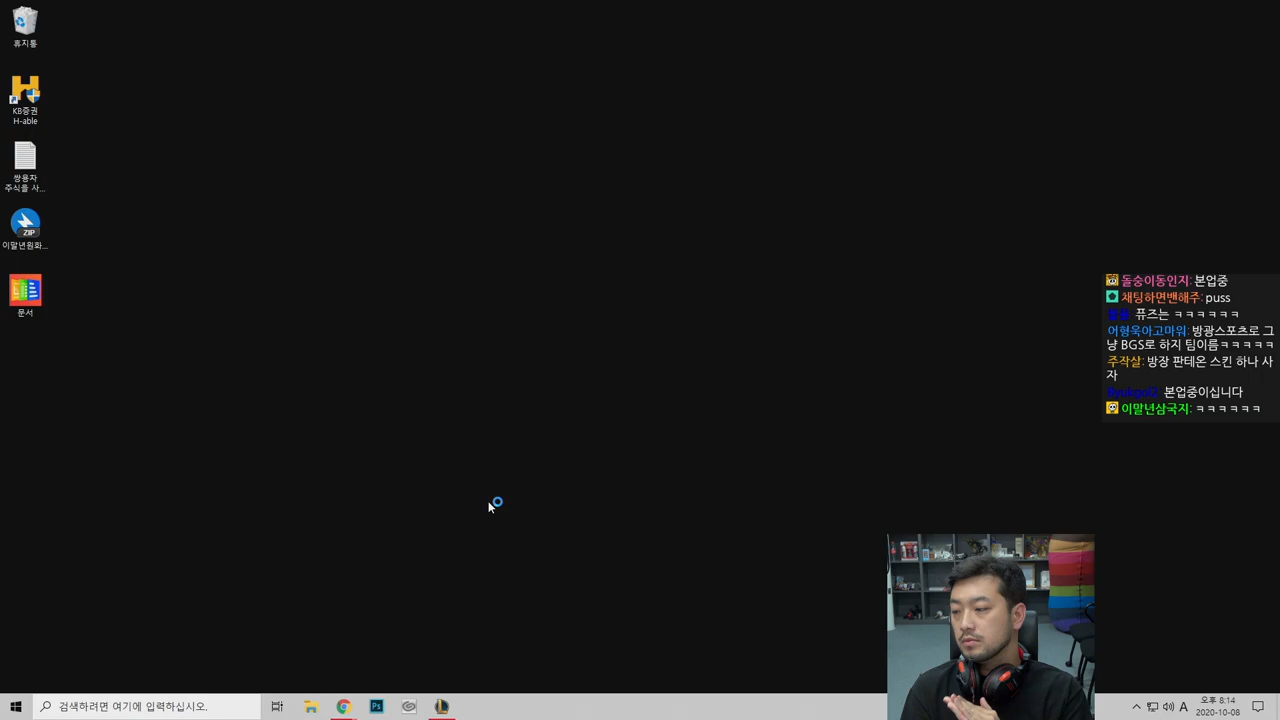 휴지통
KB증권
H-able
쌍용자
주식을 사...
ZIP
이말년원화...
문서
돌숭이동인지: 본업중
채팅하면밴해주: puss
퓨즈는 ㅋㅋㅋㅋㅋㅋ
어형욱아고마워: 방광스포츠로 그
냥 BGS로 하지 팀이름ㅋㅋㅋㅋㅋ
주작살: 방장 판테온 스킨 하나 사
자
본업중이십니다
이말년삼국지: ㅋㅋㅋㅋㅋㅋ
검색하려면 여기에 입력하십시오.
Ps
A
오후 8:14
2020-10-08